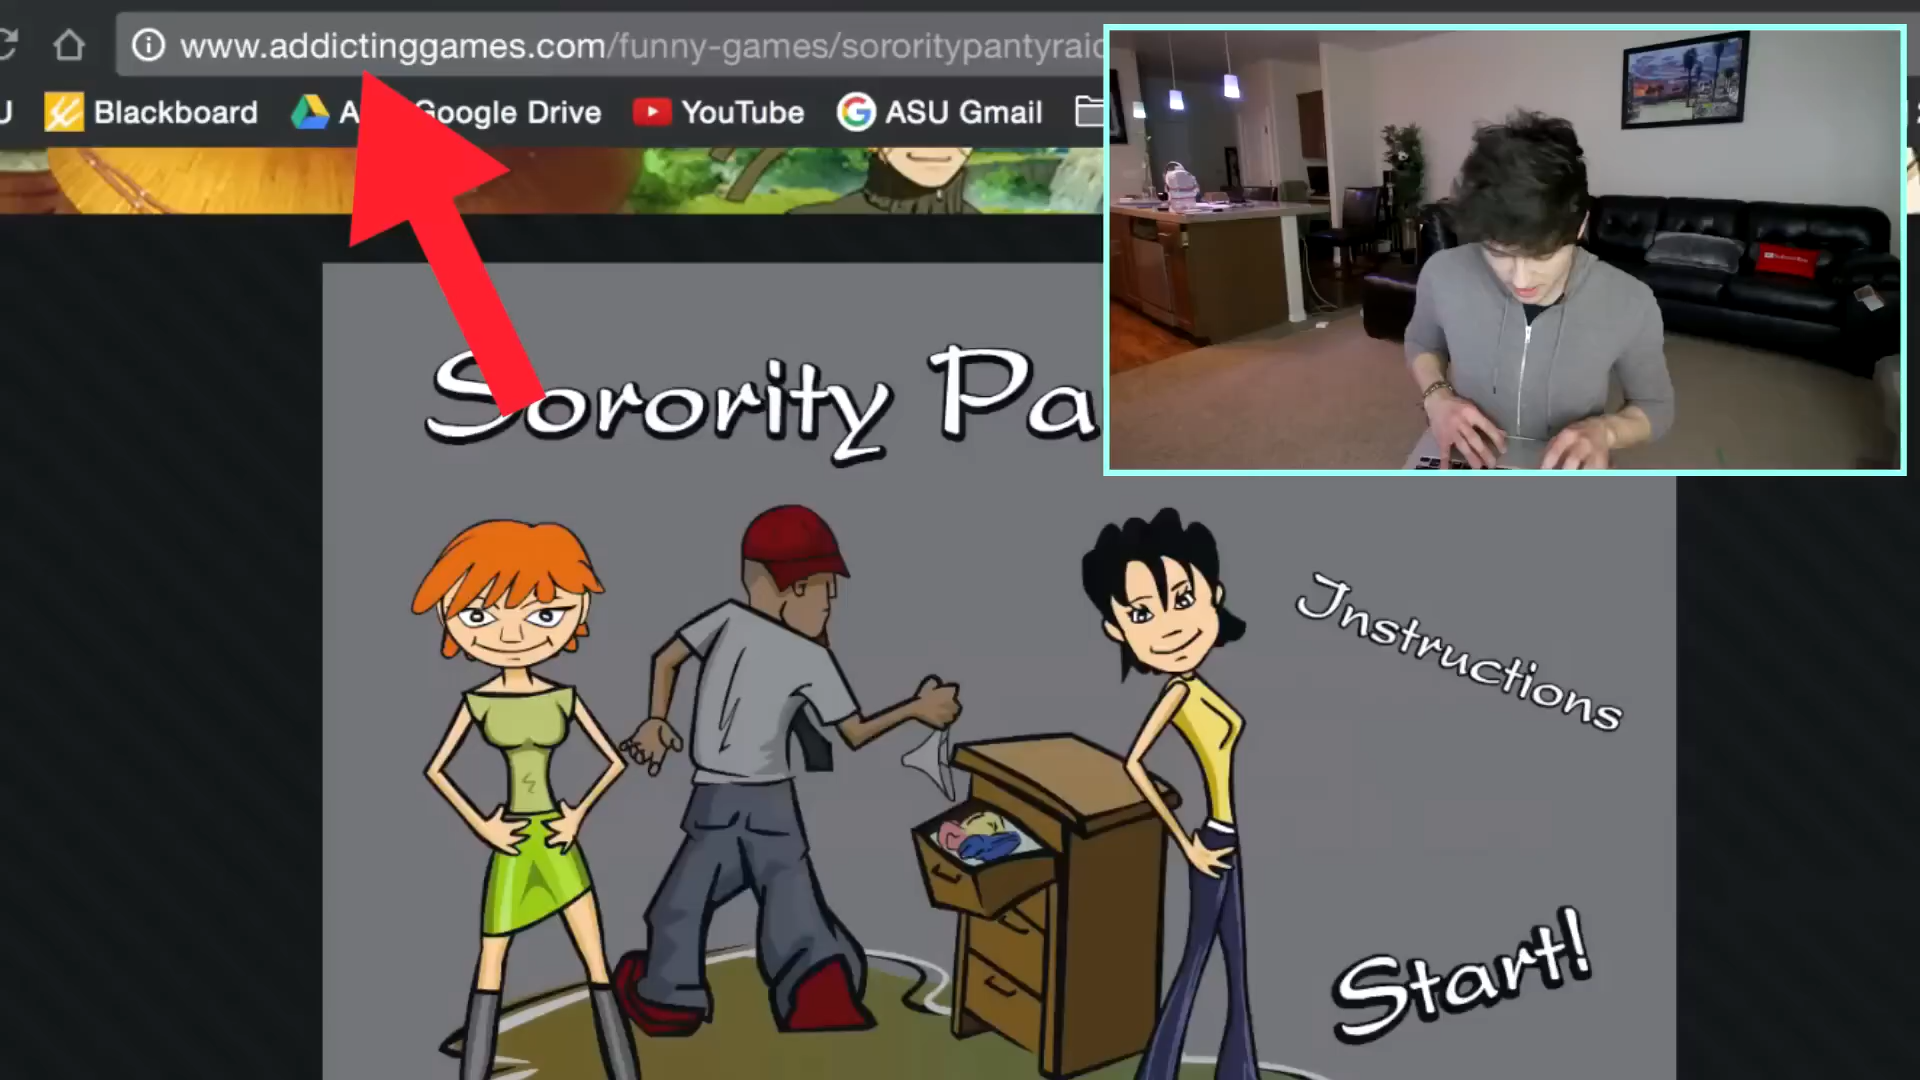 www.addictinggames.com/funny-games/sororitypantyraid
U Blackboard A Google Drive YouTube ASU Gmail
Sorority Pa
Instructions
Start!